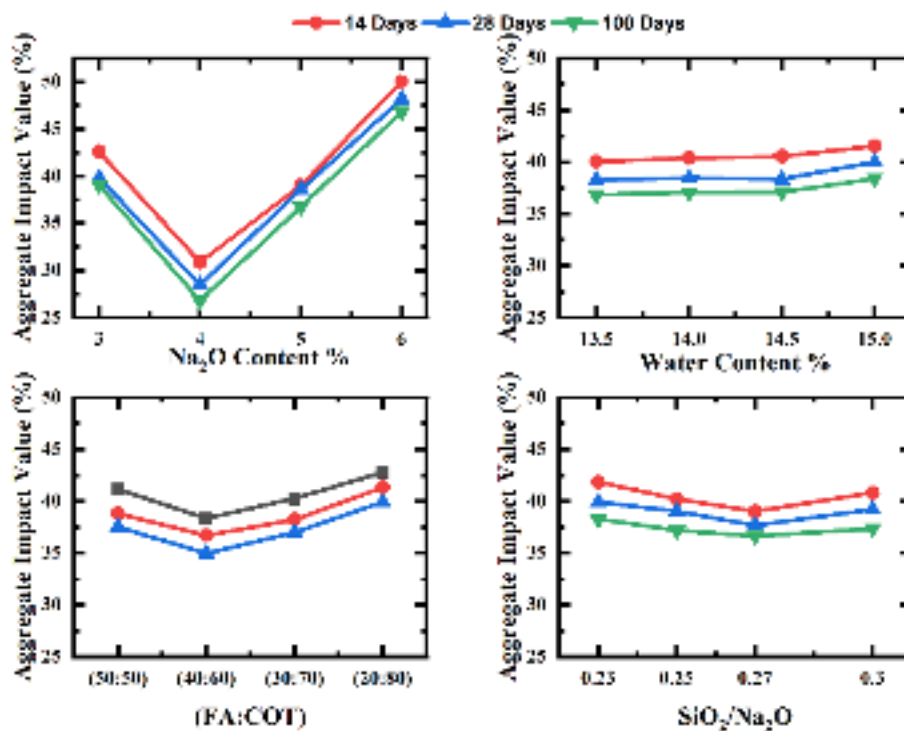 14 Days 28 Days 100 Days
Aggregate Impact Value (%)
50
45
40
35
30
25
3 4 5 6
Na₂O Content %
Aggregate Impact Value (%)
50
45
40
35
30
25
13.5 14.0 14.5 15.0
Water Content %
Aggregate Impact Value (%)
50
45
40
35
30
25
(50:50) (40:60) (30:70) (20:80)
(FA:COT)
Aggregate Impact Value (%)
50
45
40
35
30
25
0.23 0.25 0.27 0.3
SiO₂/Na₂O